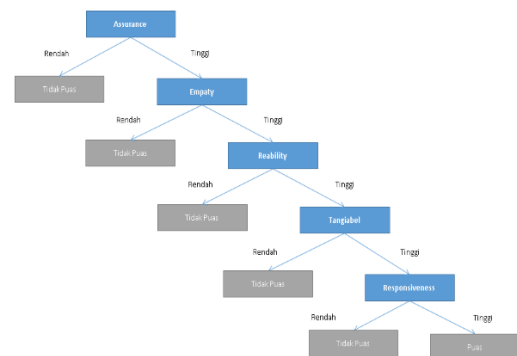 Assurance
Rendah
Tinggi
Tidak Puas
Empaty
Rendah
Tinggi
Tidak Puas
Reability
Rendah
Tinggi
Tidak Puas
Tangiabel
Rendah
Tinggi
Tidak Puas
Responsiveness
Rendah
Tinggi
Tidak Puas
Puas